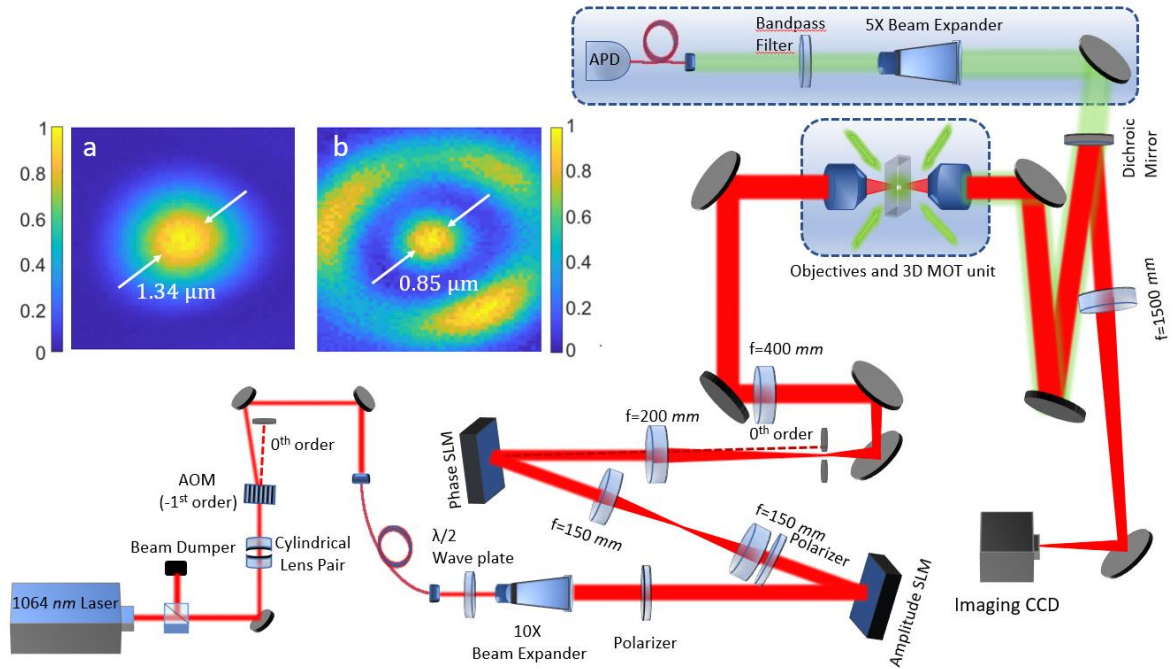 Bandpass
Filter
5X Beam Expander
APD
Dichroic
Mirror
Objectives and 3D MOT unit
f=1500 mm
1
0.8
0.6
0.4
0.2
0
a
1.34 μm
b
0.85 μm
1
0.8
0.6
0.4
0.2
0
f=400 mm
f=200 mm
0th order
Phase SLM
f=150 mm
f=150 mm
Polarizer
Amplitude SLM
Imaging CCD
0th order
AOM
(-1st order)
Beam Dumper
Cylindrical
Lens Pair
λ/2
Wave plate
1064 nm Laser
10X
Beam Expander
Polarizer